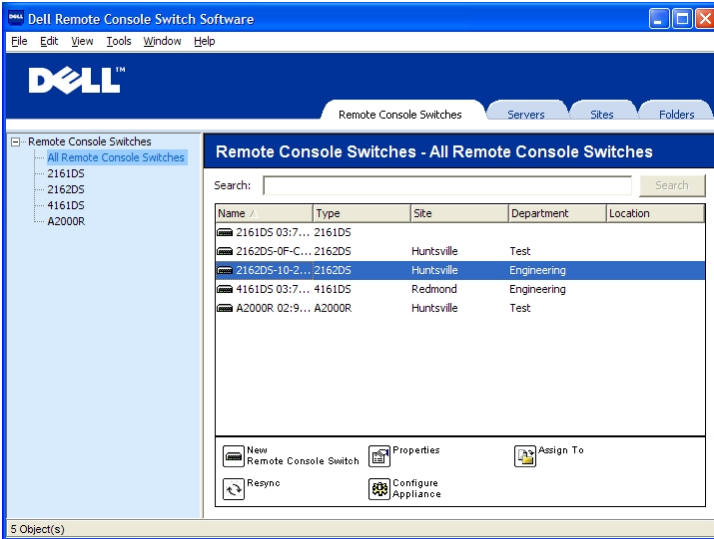 Dell Remote Console Switch Software
File Edit View Tools Window Help
DELL™
Remote Console Switches Servers Sites Folders
Remote Console Switches
All Remote Console Switches
2161DS
2162DS
4161DS
A2000R
Remote Console Switches - All Remote Console Switches
Search: Search
Name Type Site Department Location
2161DS 03:7... 2161DS
2162DS-0F-C... 2162DS Huntsville Test
2162DS-10-2... 2162DS Huntsville Engineering
4161DS 03:7... 4161DS Redmond Engineering
A2000R 02:9... A2000R Huntsville Test
New Remote Console Switch
Properties
Assign To
Resync
Configure Appliance
5 Object(s)